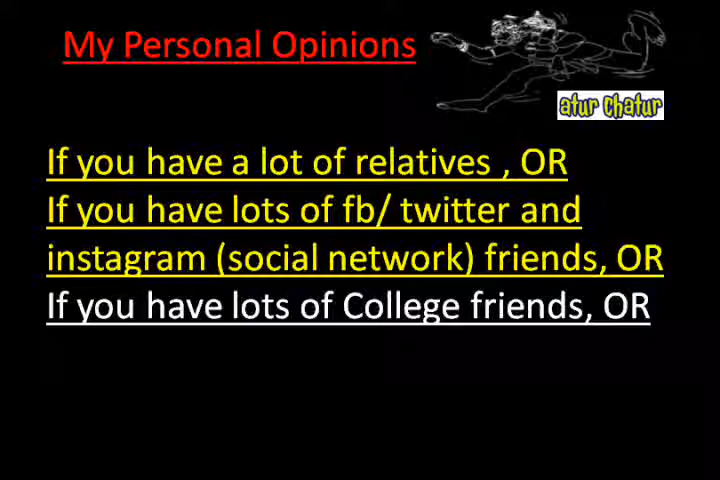 My Personal Opinions
atur chatur
If you have a lot of relatives , OR
If you have lots of fb/ twitter and
instagram (social network) friends, OR
If you have lots of College friends, OR